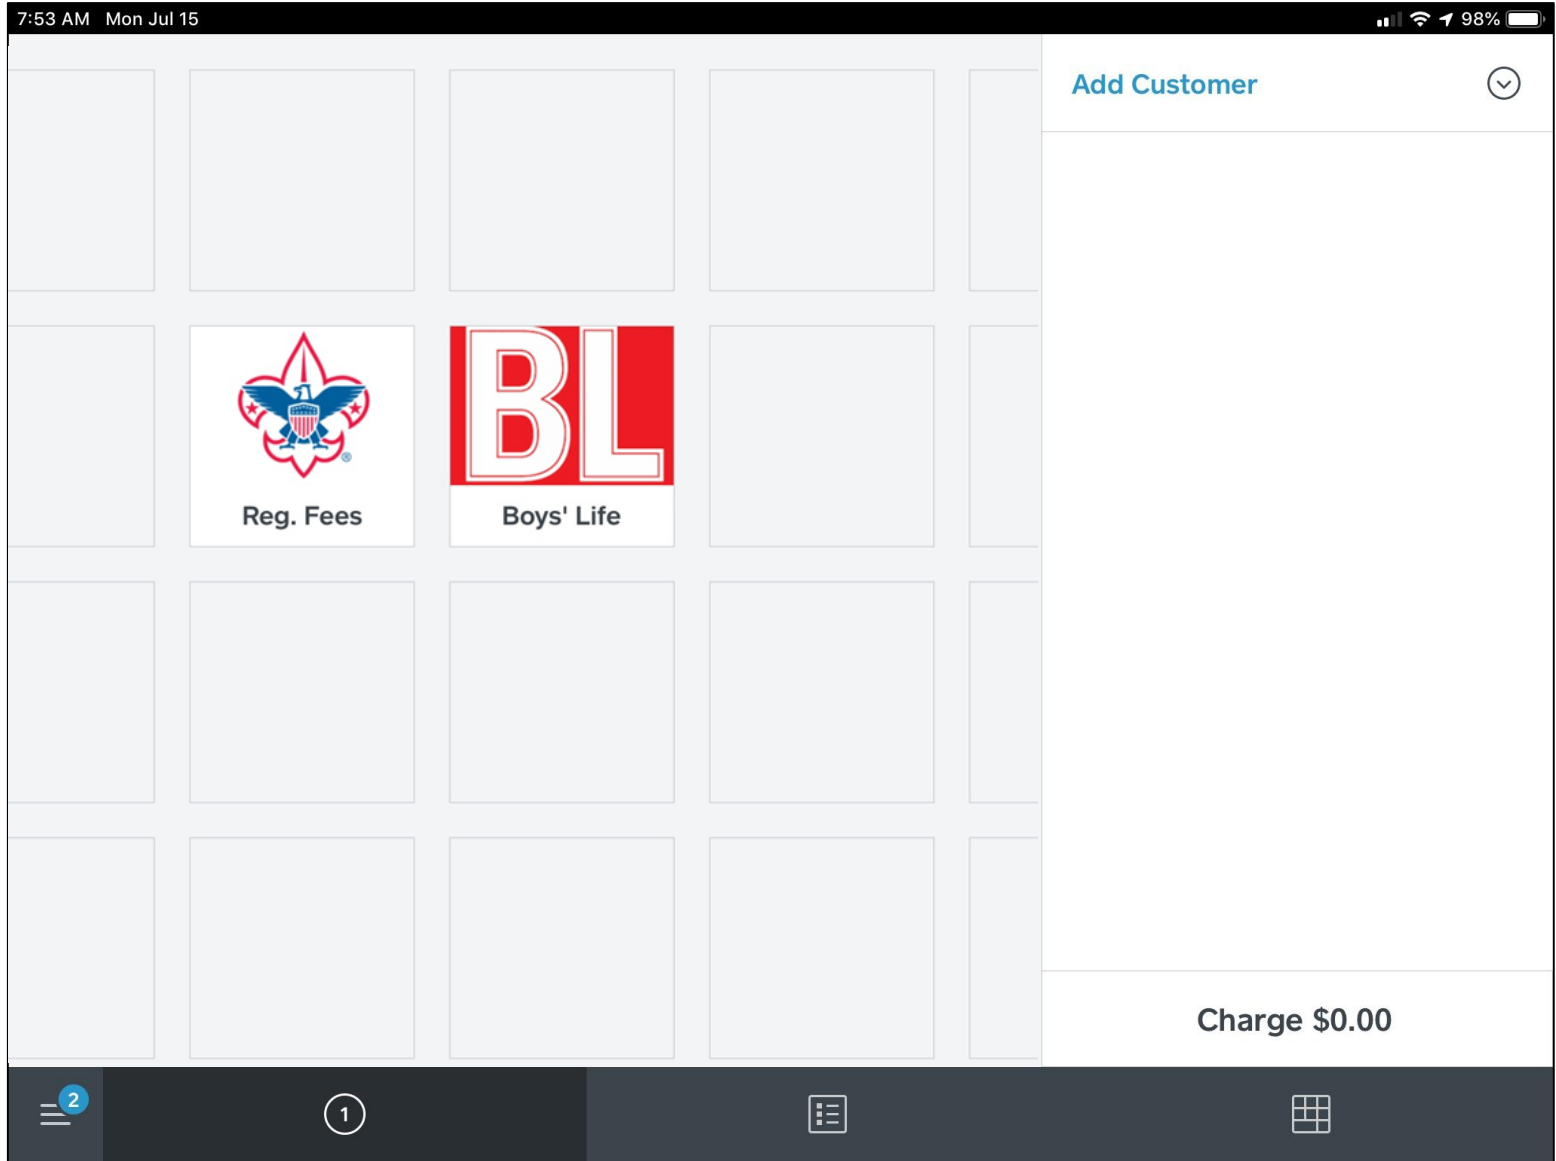 7:53 AM Mon Jul 15
98%
Add Customer
BL
Reg. Fees
Boys' Life
Charge $0.00
2
1